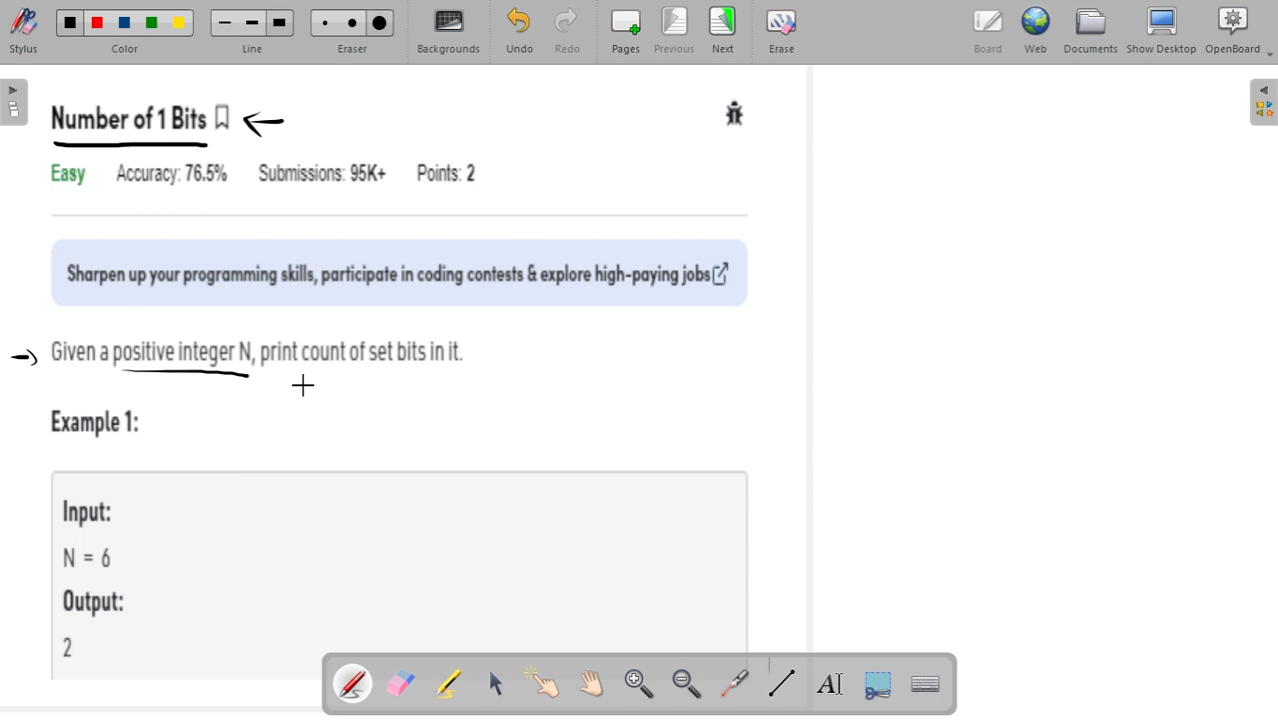 Stylus Color Line Eraser Backgrounds Undo Redo Pages Previous Next Erase Board Web Documents Show Desktop OpenBoard
Number of 1 Bits
Easy Accuracy: 76.5% Submissions: 95K+ Points: 2
Sharpen up your programming skills, participate in coding contests & explore high-paying jobs
Given a positive integer N, print count of set bits in it.
Example 1:
Input:
N = 6
Output:
2